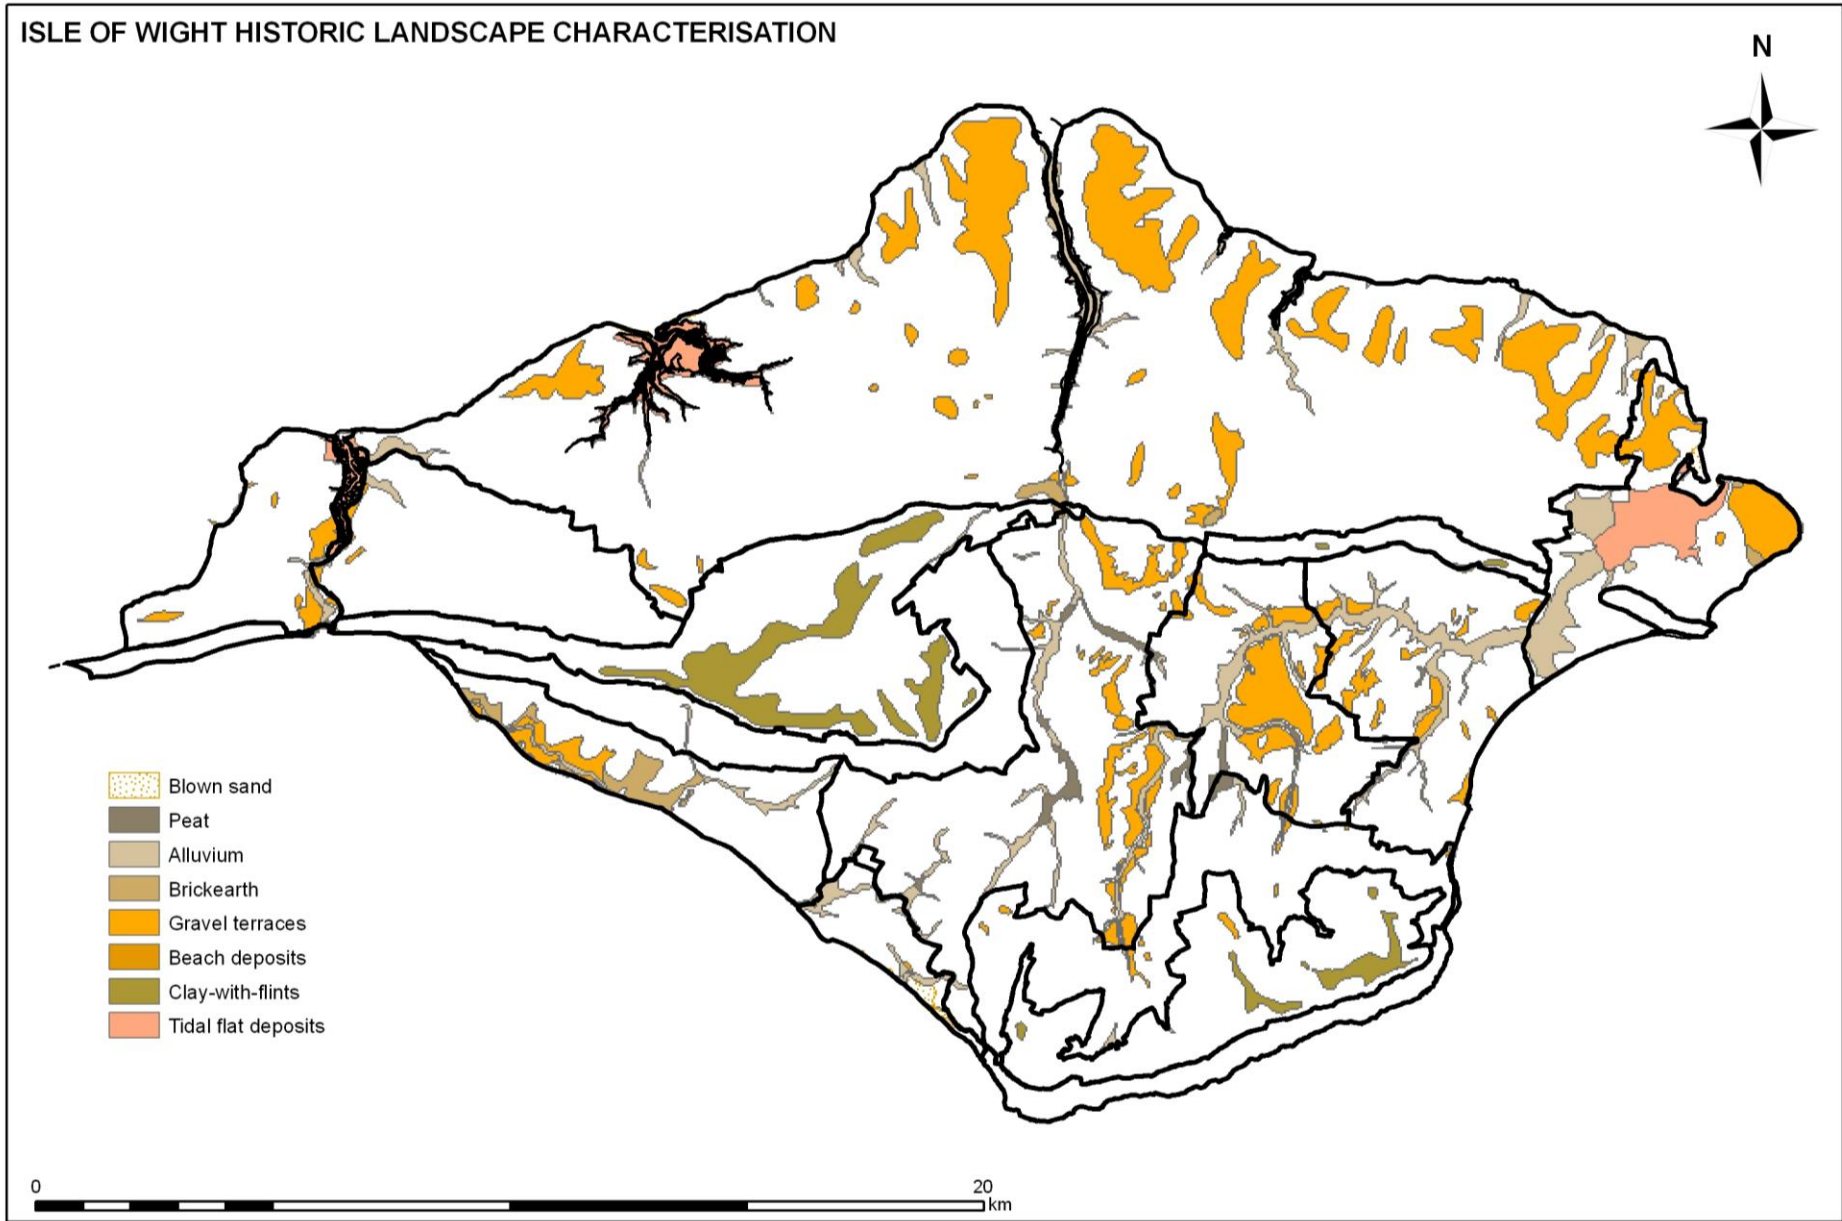 ISLE OF WIGHT HISTORIC LANDSCAPE CHARACTERISATION
N
Blown sand
Peat
Alluvium
Brickearth
Gravel terraces
Beach deposits
Clay-with-flints
Tidal flat deposits
0 20
km